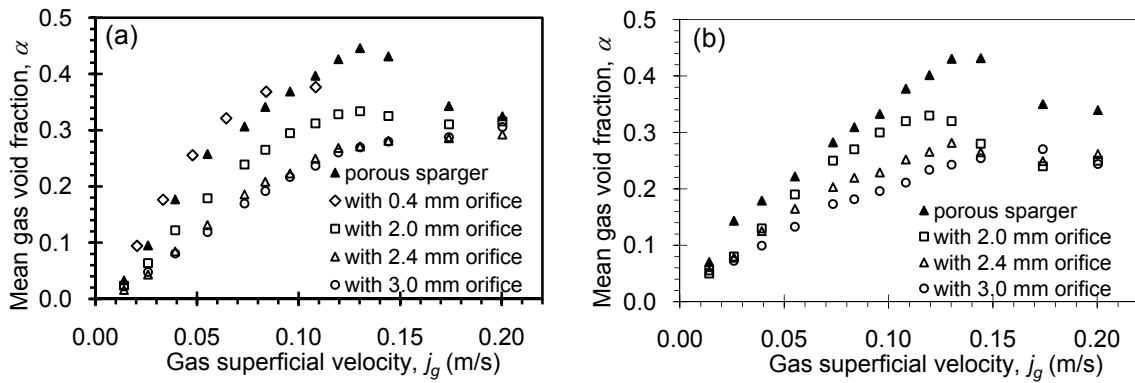 (a)
0.5
0.4
0.3
0.2
0.1
0.0
Mean gas void fraction, α
porous sparger
with 0.4 mm orifice
with 2.0 mm orifice
with 2.4 mm orifice
with 3.0 mm orifice
0.00 0.05 0.10 0.15 0.20
Gas superficial velocity, jg (m/s)
(b)
0.5
0.4
0.3
0.2
0.1
0.0
Mean gas void fraction, α
porous sparger
with 2.0 mm orifice
with 2.4 mm orifice
with 3.0 mm orifice
0.00 0.05 0.10 0.15 0.20
Gas superficial velocity, jg (m/s)